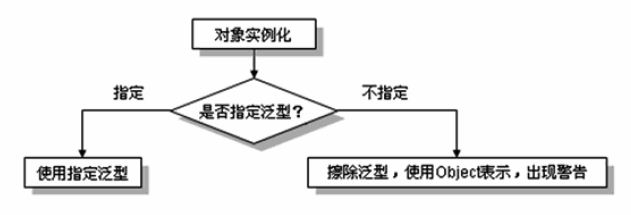 对象实例化
指定
不指定
是否指定泛型？
使用指定泛型
擦除泛型，使用Object表示，出现警告